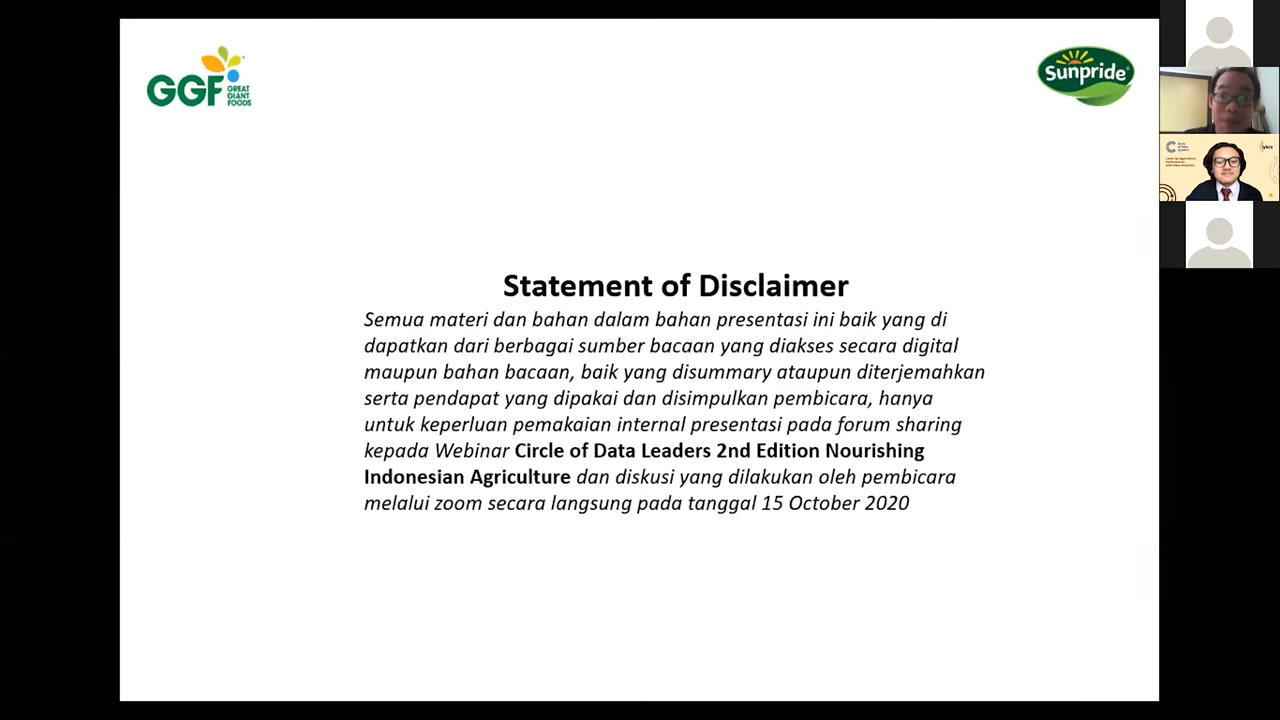 GGF
GREAT
GIANT
FOODS
Sunpride
Statement of Disclaimer
Semua materi dan bahan dalam bahan presentasi ini baik yang di
dapatkan dari berbagai sumber bacaan yang diakses secara digital
maupun bahan bacaan, baik yang disummary ataupun diterjemahkan
serta pendapat yang dipakai dan disimpulkan pembicara, hanya
untuk keperluan pemakaian internal presentasi pada forum sharing
kepada Webinar Circle of Data Leaders 2nd Edition Nourishing
Indonesian Agriculture dan diskusi yang dilakukan oleh pembicara
melalui zoom secara langsung pada tanggal 15 October 2020